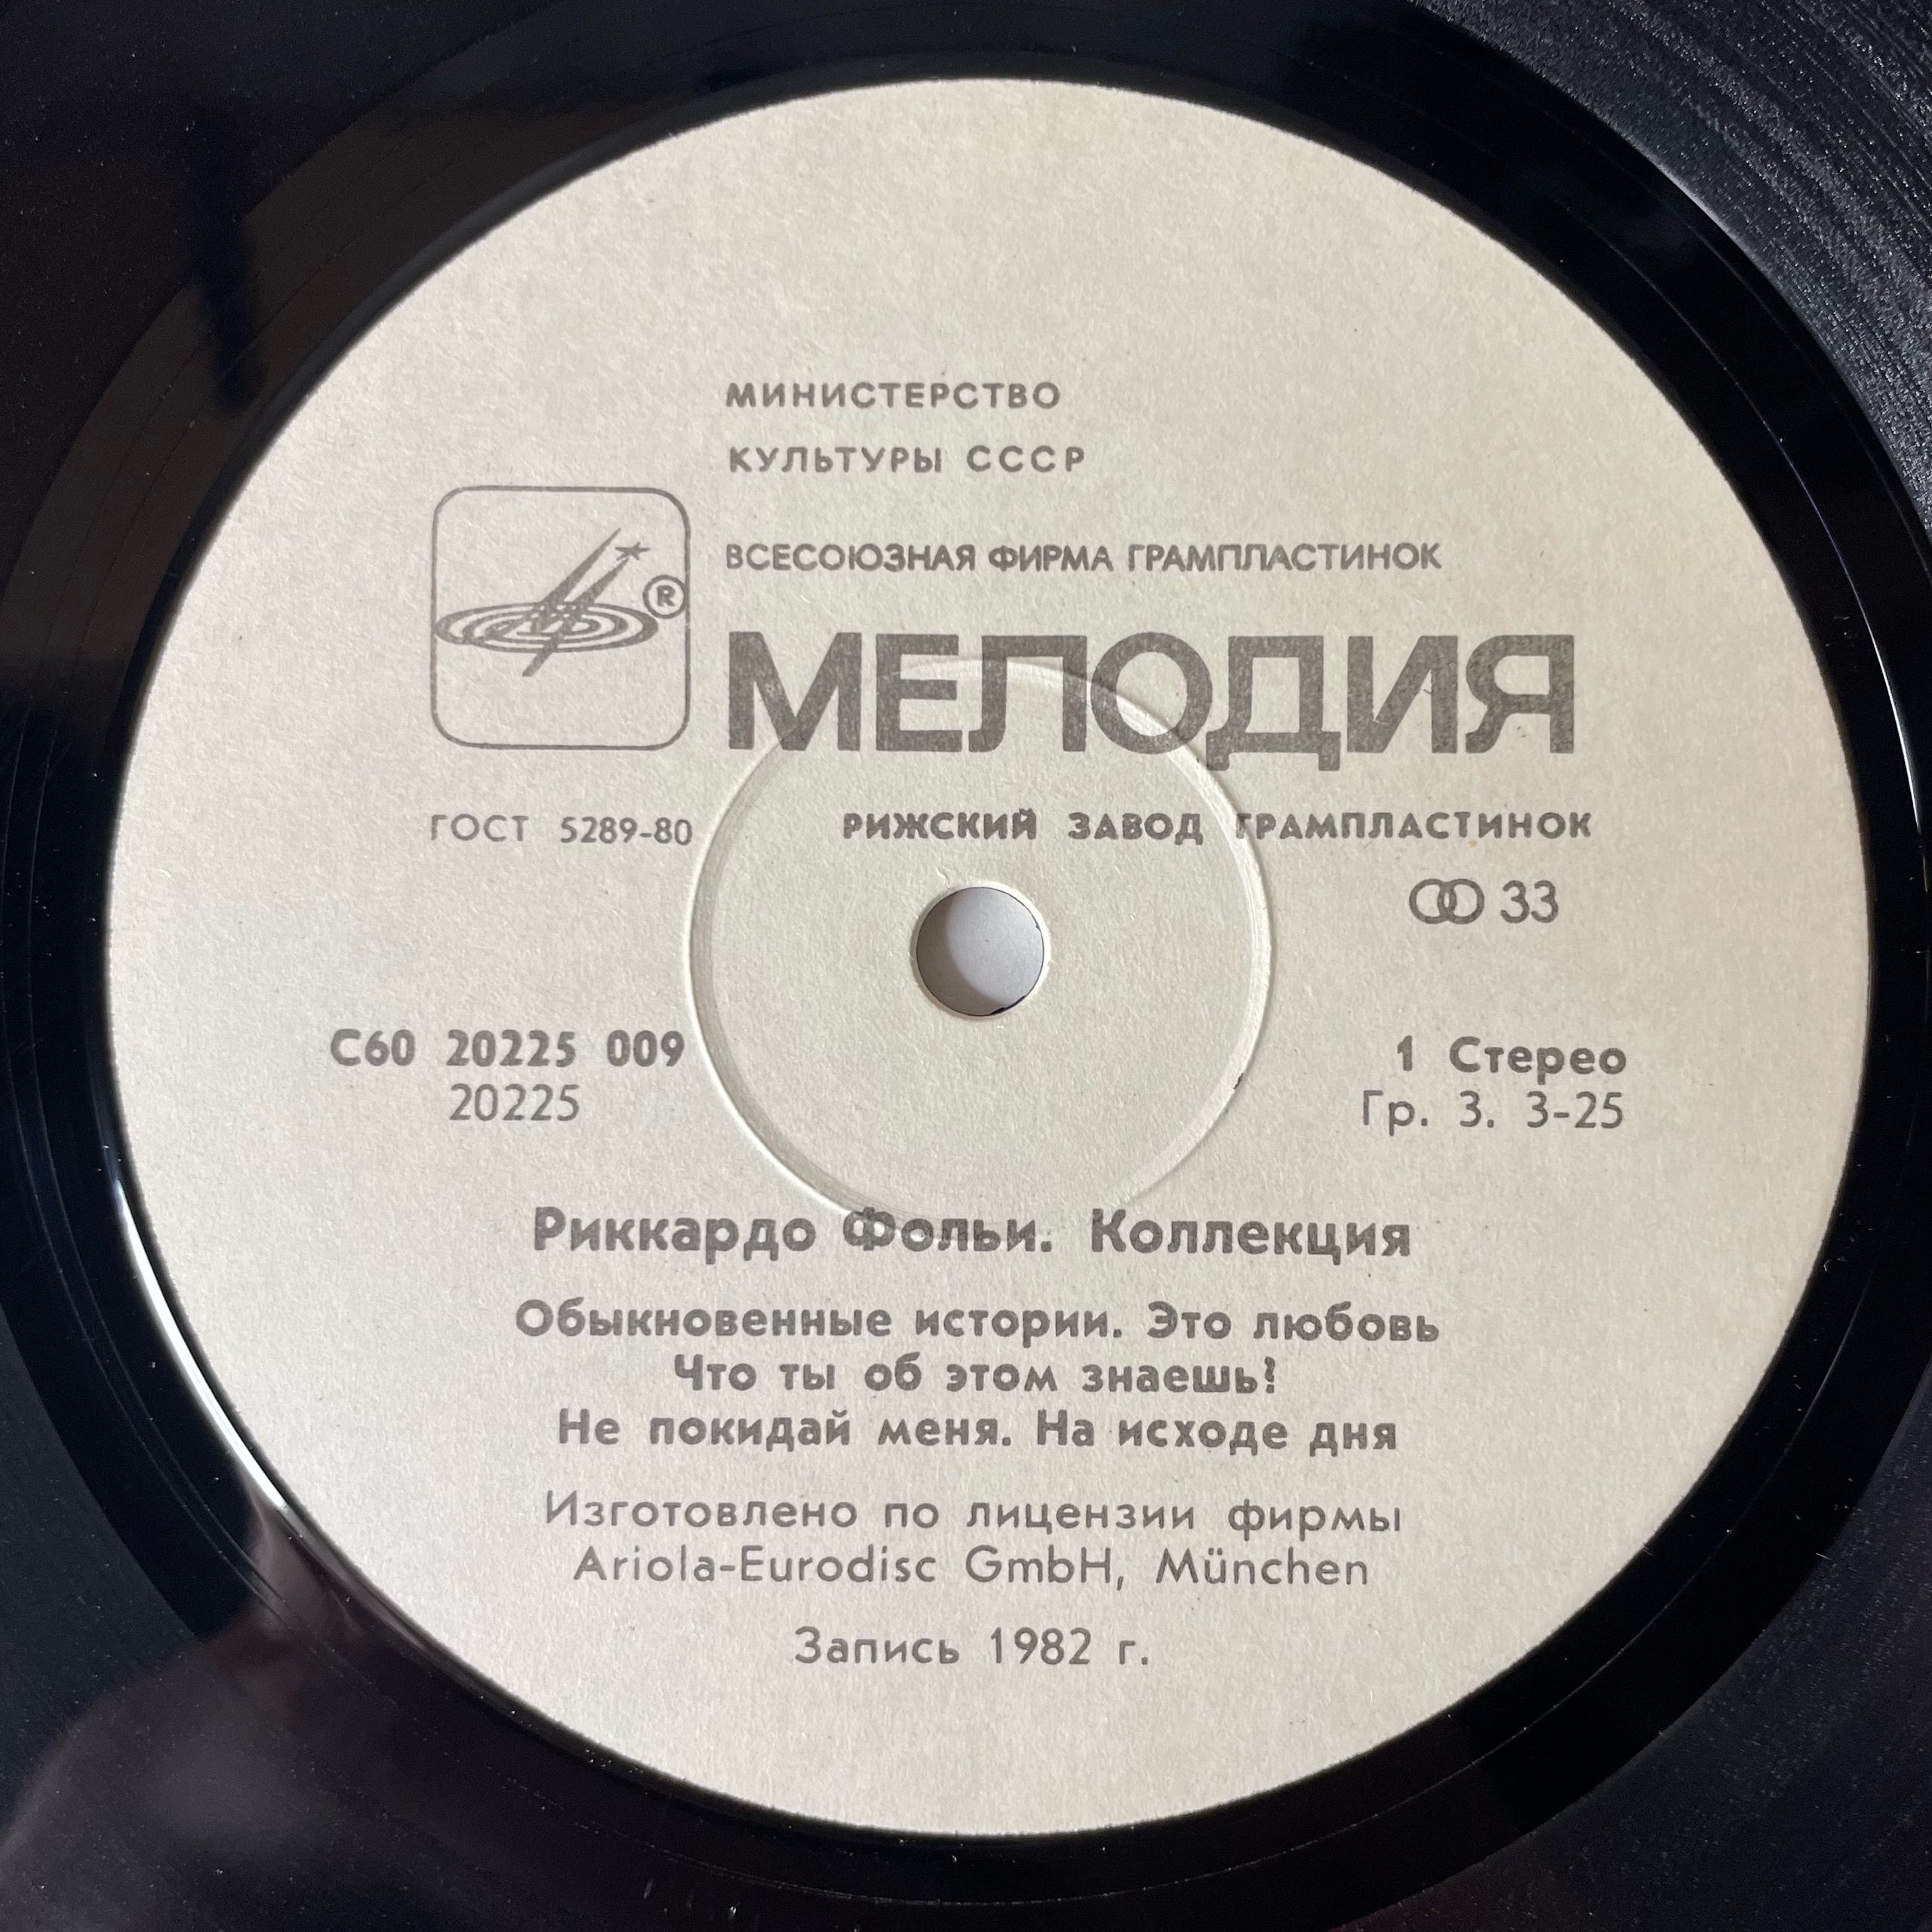 МИНИСТЕРСТВО
КУЛЬТУРЫ СССР
ВСЕСОЮЗНАЯ ФИРМА ГРАМПЛАСТИНОК
®
МЕЛОДИЯ
ГОСТ 5289-80 РИЖСКИЙ ЗАВОД ГРАМПЛАСТИНОК
33
С60 20225 009 1 Стерео
20225 Гр. 3. 3-25
Риккардо Фольи. Коллекция
Обыкновенные истории. Это любовь
Что ты об этом знаешь?
Не покидай меня. На исходе дня
Изготовлено по лицензии фирмы
Ariola-Eurodisc GmbH, München
Запись 1982 г.